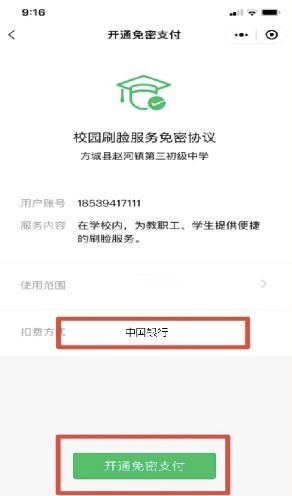 9:16
开通免密支付
校园刷脸服务免密协议
方城县赵河镇第三初级中学
用户账号 18539417111
服务内容 在学校内，为教职工、学生提供便捷
的刷脸服务。
使用范围
扣费方式 中国银行
开通免密支付